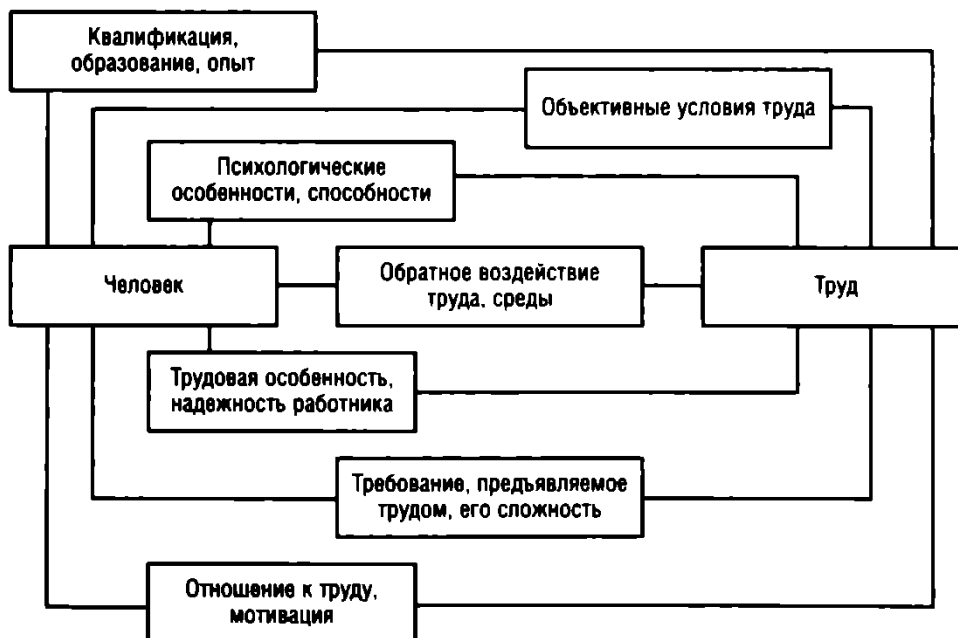 Квалификация,
образование, опыт
Объективные условия труда
Психологические
особенности, способности
Человек
Обратное воздействие
труда, среды
Труд
Трудовая особенность,
надежность работника
Требование, предъявляемое
трудом, его сложность
Отношение к труду,
мотивация